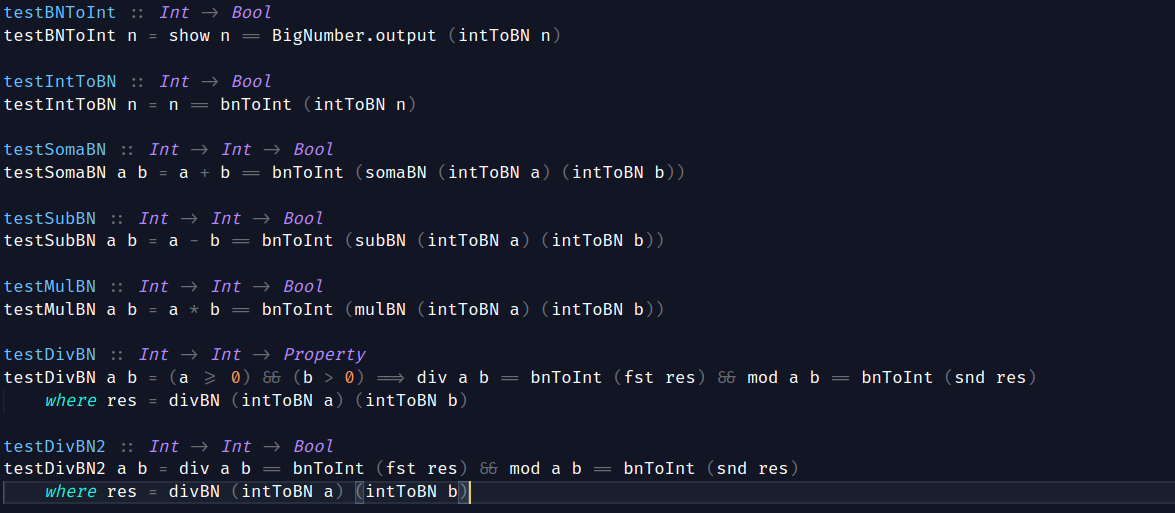 testBNToInt :: Int -> Bool
testBNToInt n = show n == BigNumber.output (intToBN n)
testIntToBN :: Int -> Bool
testIntToBN n = n == bnToInt (intToBN n)
testSomaBN :: Int -> Int -> Bool
testSomaBN a b = a + b == bnToInt (somaBN (intToBN a) (intToBN b))
testSubBN :: Int -> Int -> Bool
testSubBN a b = a - b == bnToInt (subBN (intToBN a) (intToBN b))
testMulBN :: Int -> Int -> Bool
testMulBN a b = a * b == bnToInt (mulBN (intToBN a) (intToBN b))
testDivBN :: Int -> Int -> Property
testDivBN a b = (a >= 0) && (b > 0) ==> div a b == bnToInt (fst res) && mod a b == bnToInt (snd res)
where res = divBN (intToBN a) (intToBN b)
testDivBN2 :: Int -> Int -> Bool
testDivBN2 a b = div a b == bnToInt (fst res) && mod a b == bnToInt (snd res)
where res = divBN (intToBN a) (intToBN b)